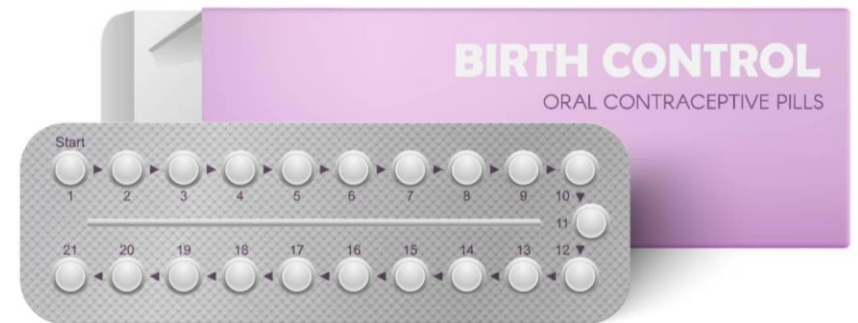 BIRTH CONTROL
ORAL CONTRACEPTIVE PILLS
Start
1 2 3 4 5 6 7 8 9 10
11
21 20 19 18 17 16 15 14 13 12